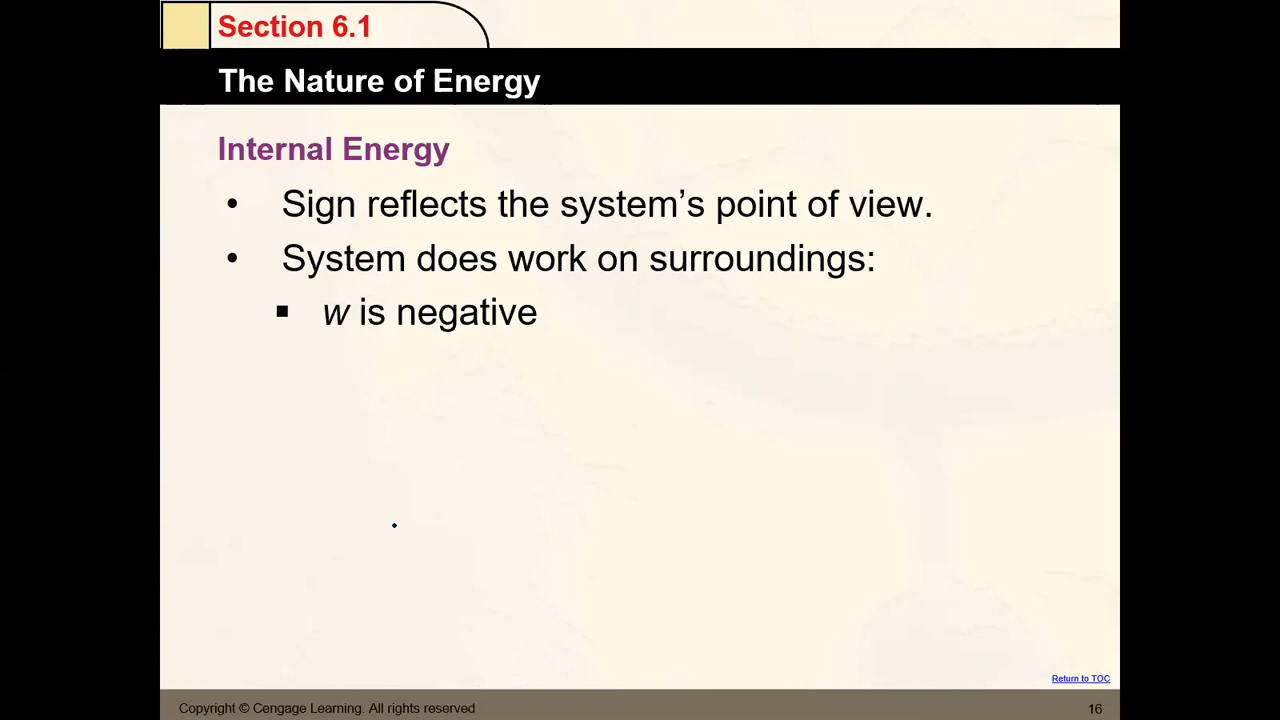 Section 6.1
The Nature of Energy
Internal Energy
• Sign reflects the system’s point of view.
• System does work on surroundings:
▪ w is negative
Return to TOC
Copyright © Cengage Learning. All rights reserved
16